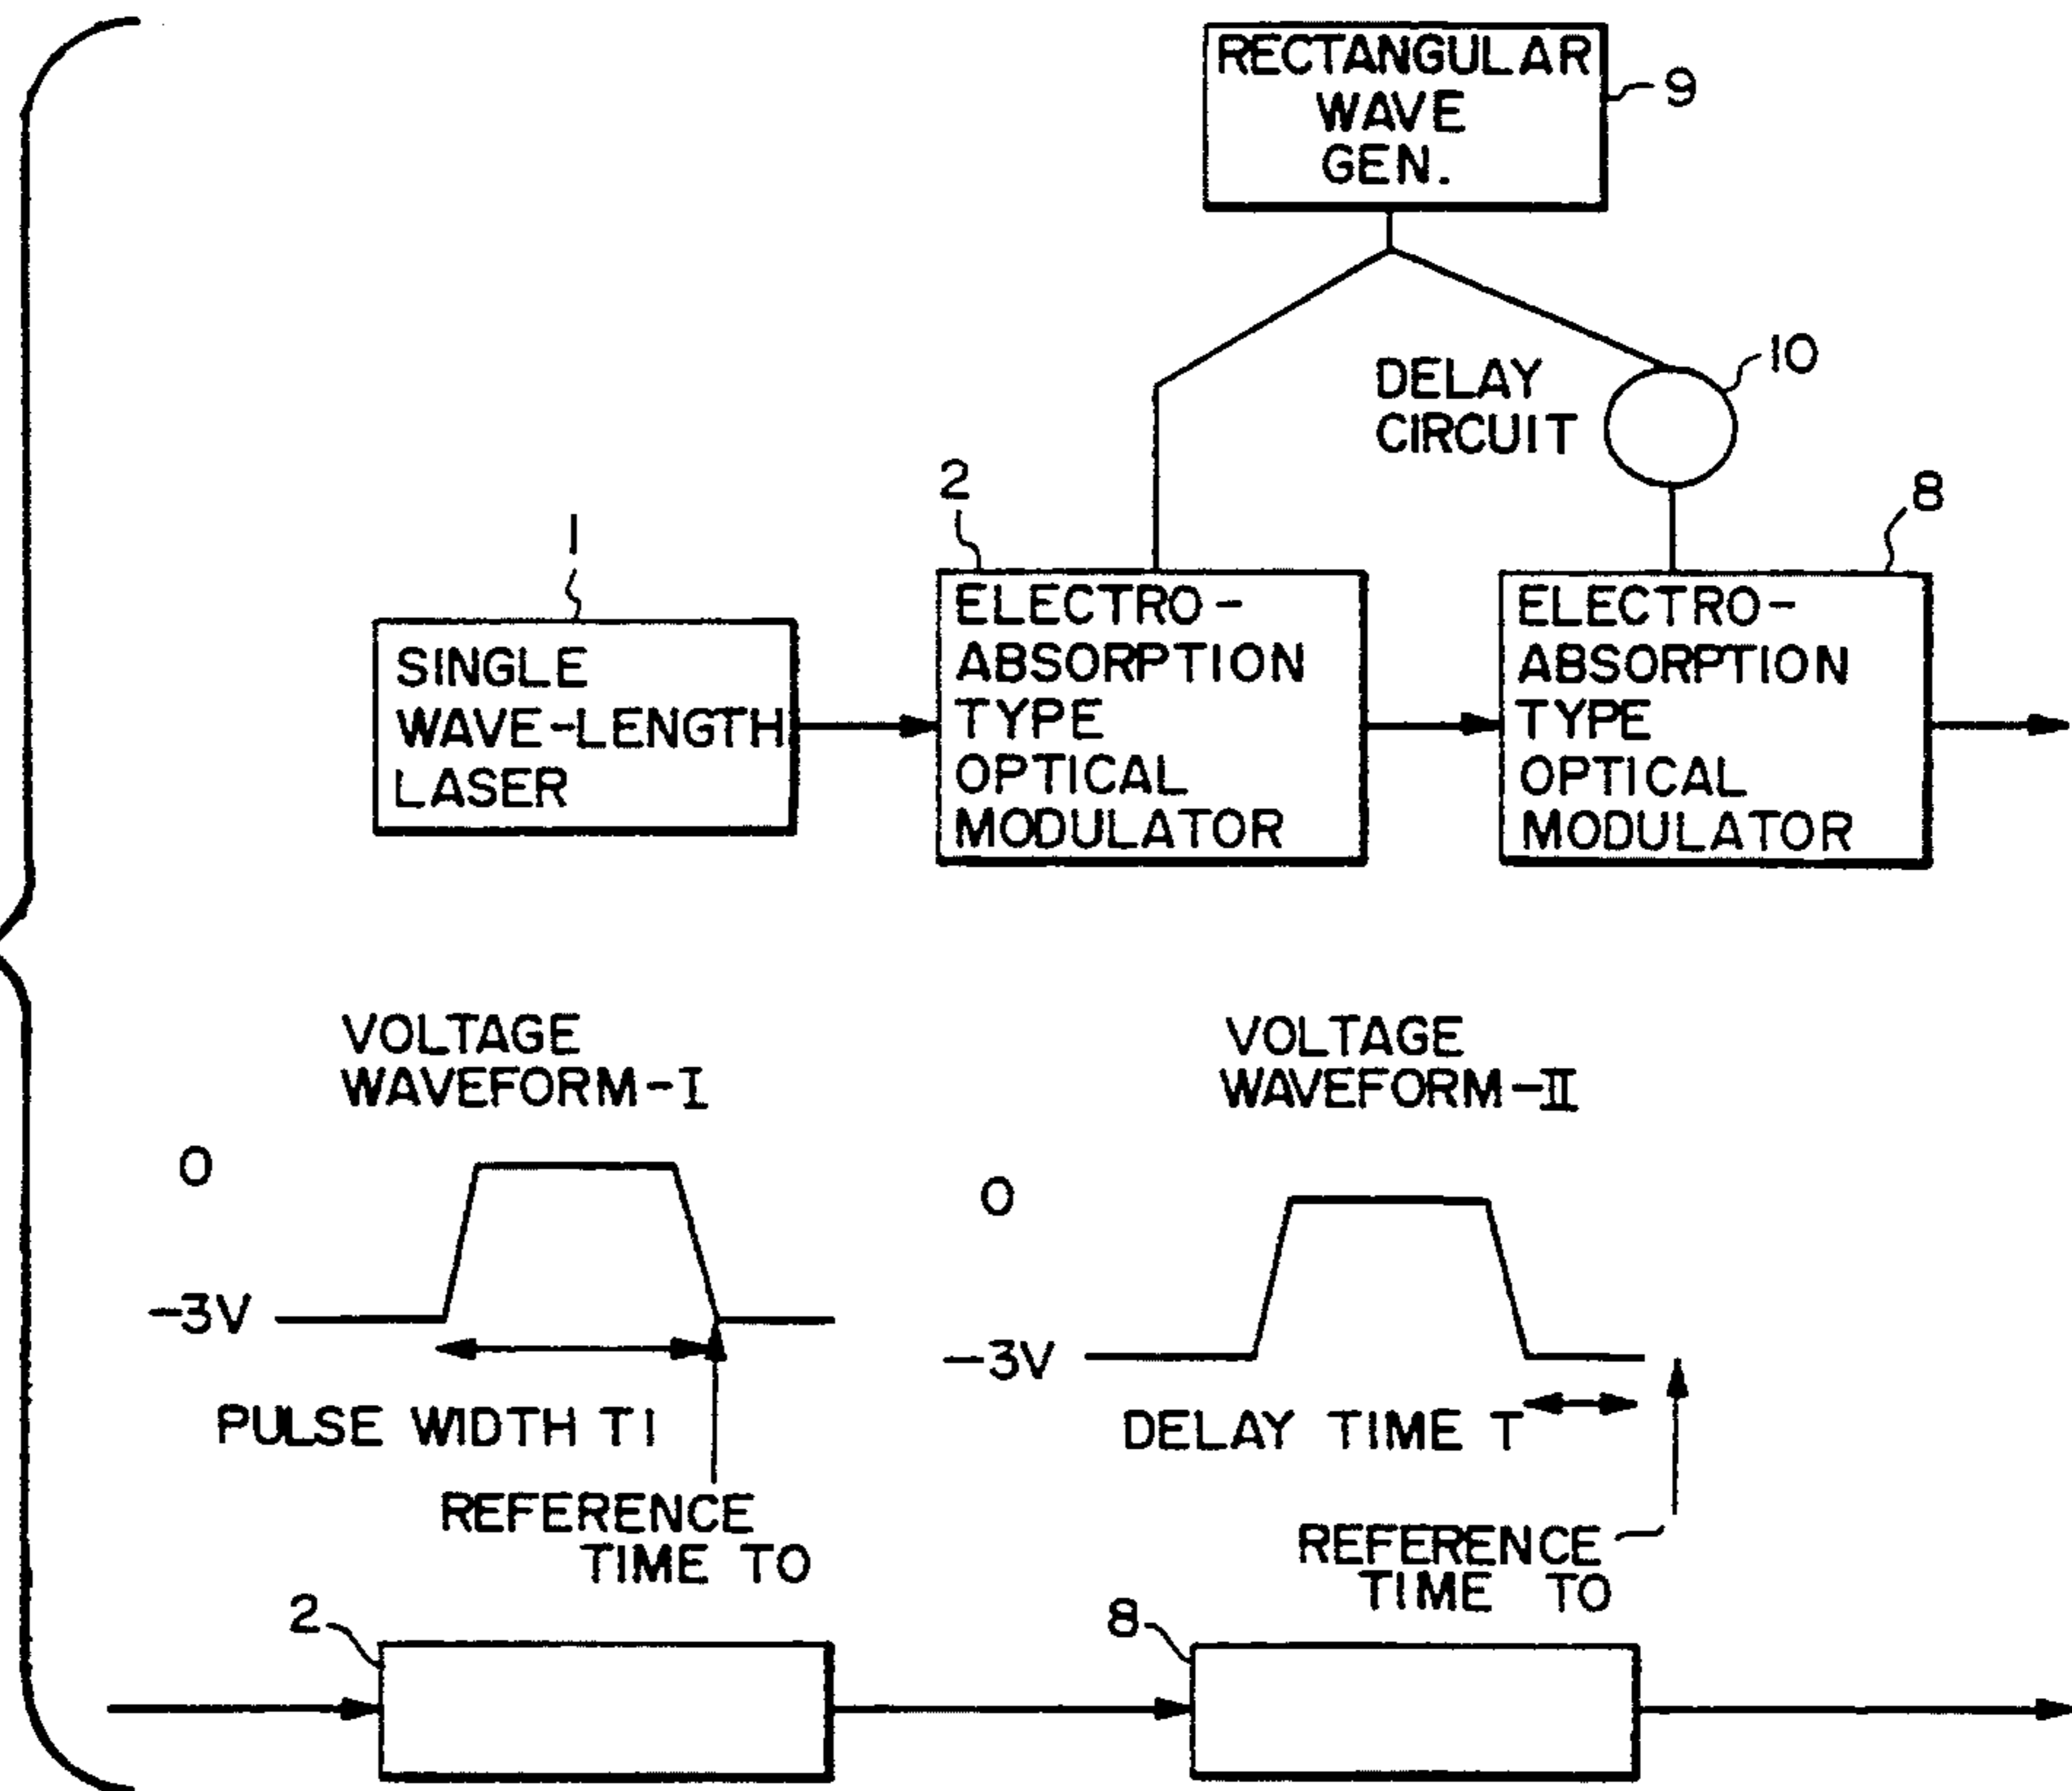 RECTANGULAR
WAVE
GEN.
9
DELAY
CIRCUIT
10
1
2
8
SINGLE
WAVE-LENGTH
LASER
ELECTRO-
ABSORPTION
TYPE
OPTICAL
MODULATOR
ELECTRO-
ABSORPTION
TYPE
OPTICAL
MODULATOR
VOLTAGE
WAVEFORM-I
0
-3V
PULSE WIDTH T1
REFERENCE
TIME TO
VOLTAGE
WAVEFORM-II
0
-3V
DELAY TIME T
REFERENCE
TIME TO
2
8